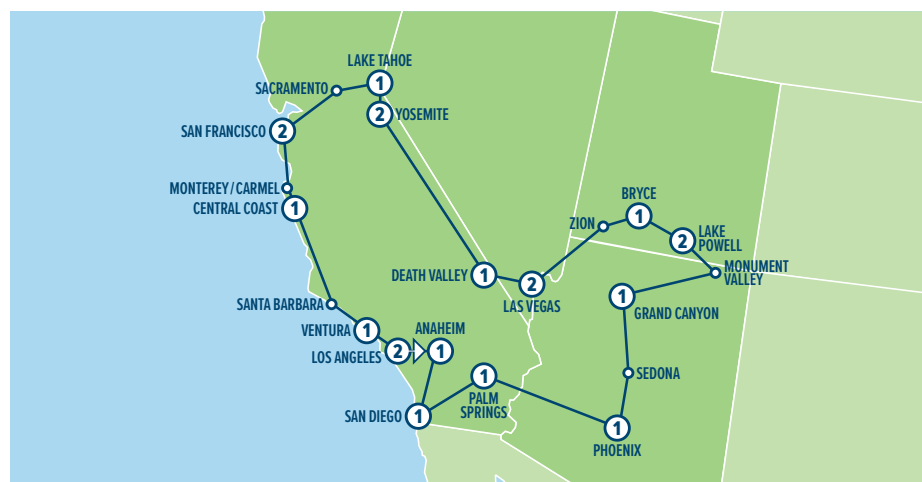 LAKE TAHOE
1
SACRAMENTO
2
YOSEMITE
SAN FRANCISCO
2
MONTEREY/CARMEL
CENTRAL COAST
1
BRYCE
1
ZION
LAKE
POWELL
2
MONUMENT
VALLEY
DEATH VALLEY
1
2
LAS VEGAS
1
GRAND CANYON
SANTA BARBARA
VENTURA
1
ANAHEIM
1
LOS ANGELES
2
1
PALM
SPRINGS
SEDONA
SAN DIEGO
1
1
PHOENIX